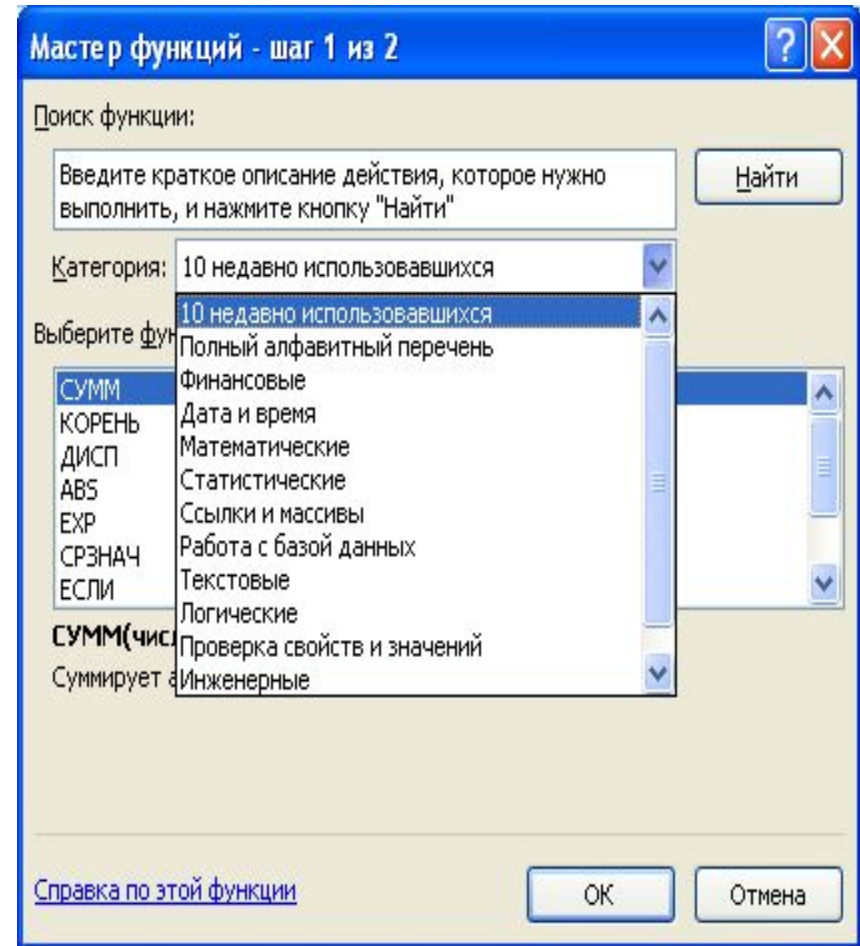 Мастер функций - шаг 1 из 2
Поиск функции:
Введите краткое описание действия, которое нужно
выполнить, и нажмите кнопку "Найти"
Найти
Категория: 10 недавно использовавшихся
10 недавно использовавшихся
Полный алфавитный перечень
Финансовые
Дата и время
Математические
Статистические
Ссылки и массивы
Работа с базой данных
Текстовые
Логические
Проверка свойств и значений
Инженерные
Выберите
СУММ
КОРЕНЬ
ДИСП
ABS
EXP
СРЗНАЧ
ЕСЛИ
СУММ(
Суммирует
Справка по этой функции
ОК
Отмена